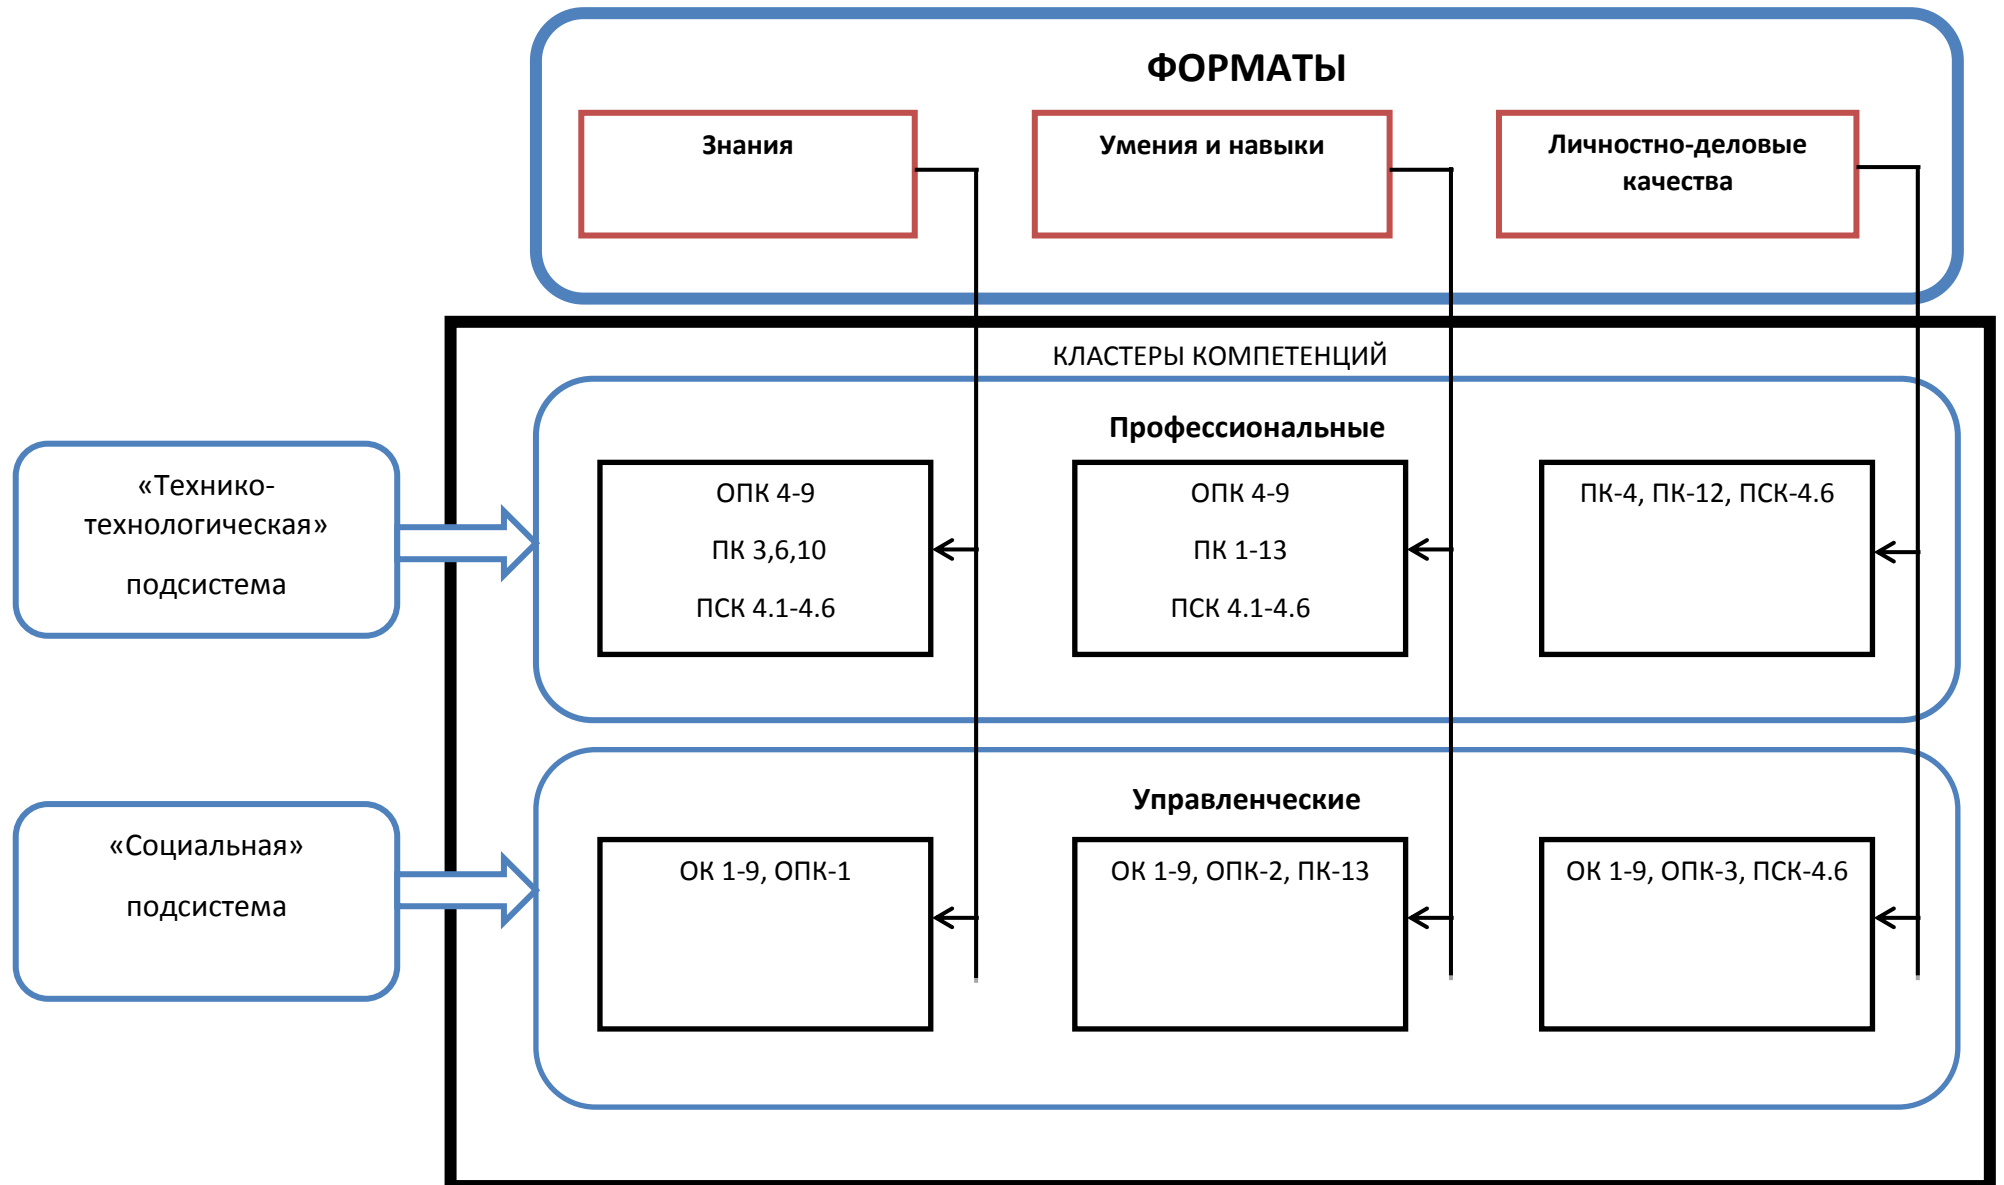 ФОРМАТЫ
Знания
Умения и навыки
Личностно-деловые
качества
КЛАСТЕРЫ КОМПЕТЕНЦИЙ
«Технико-
технологическая»
подсистема
Профессиональные
ОПК 4-9
ПК 3,6,10
ПСК 4.1-4.6
ОПК 4-9
ПК 1-13
ПСК 4.1-4.6
ПК-4, ПК-12, ПСК-4.6
«Социальная»
подсистема
Управленческие
ОК 1-9, ОПК-1
ОК 1-9, ОПК-2, ПК-13
ОК 1-9, ОПК-3, ПСК-4.6